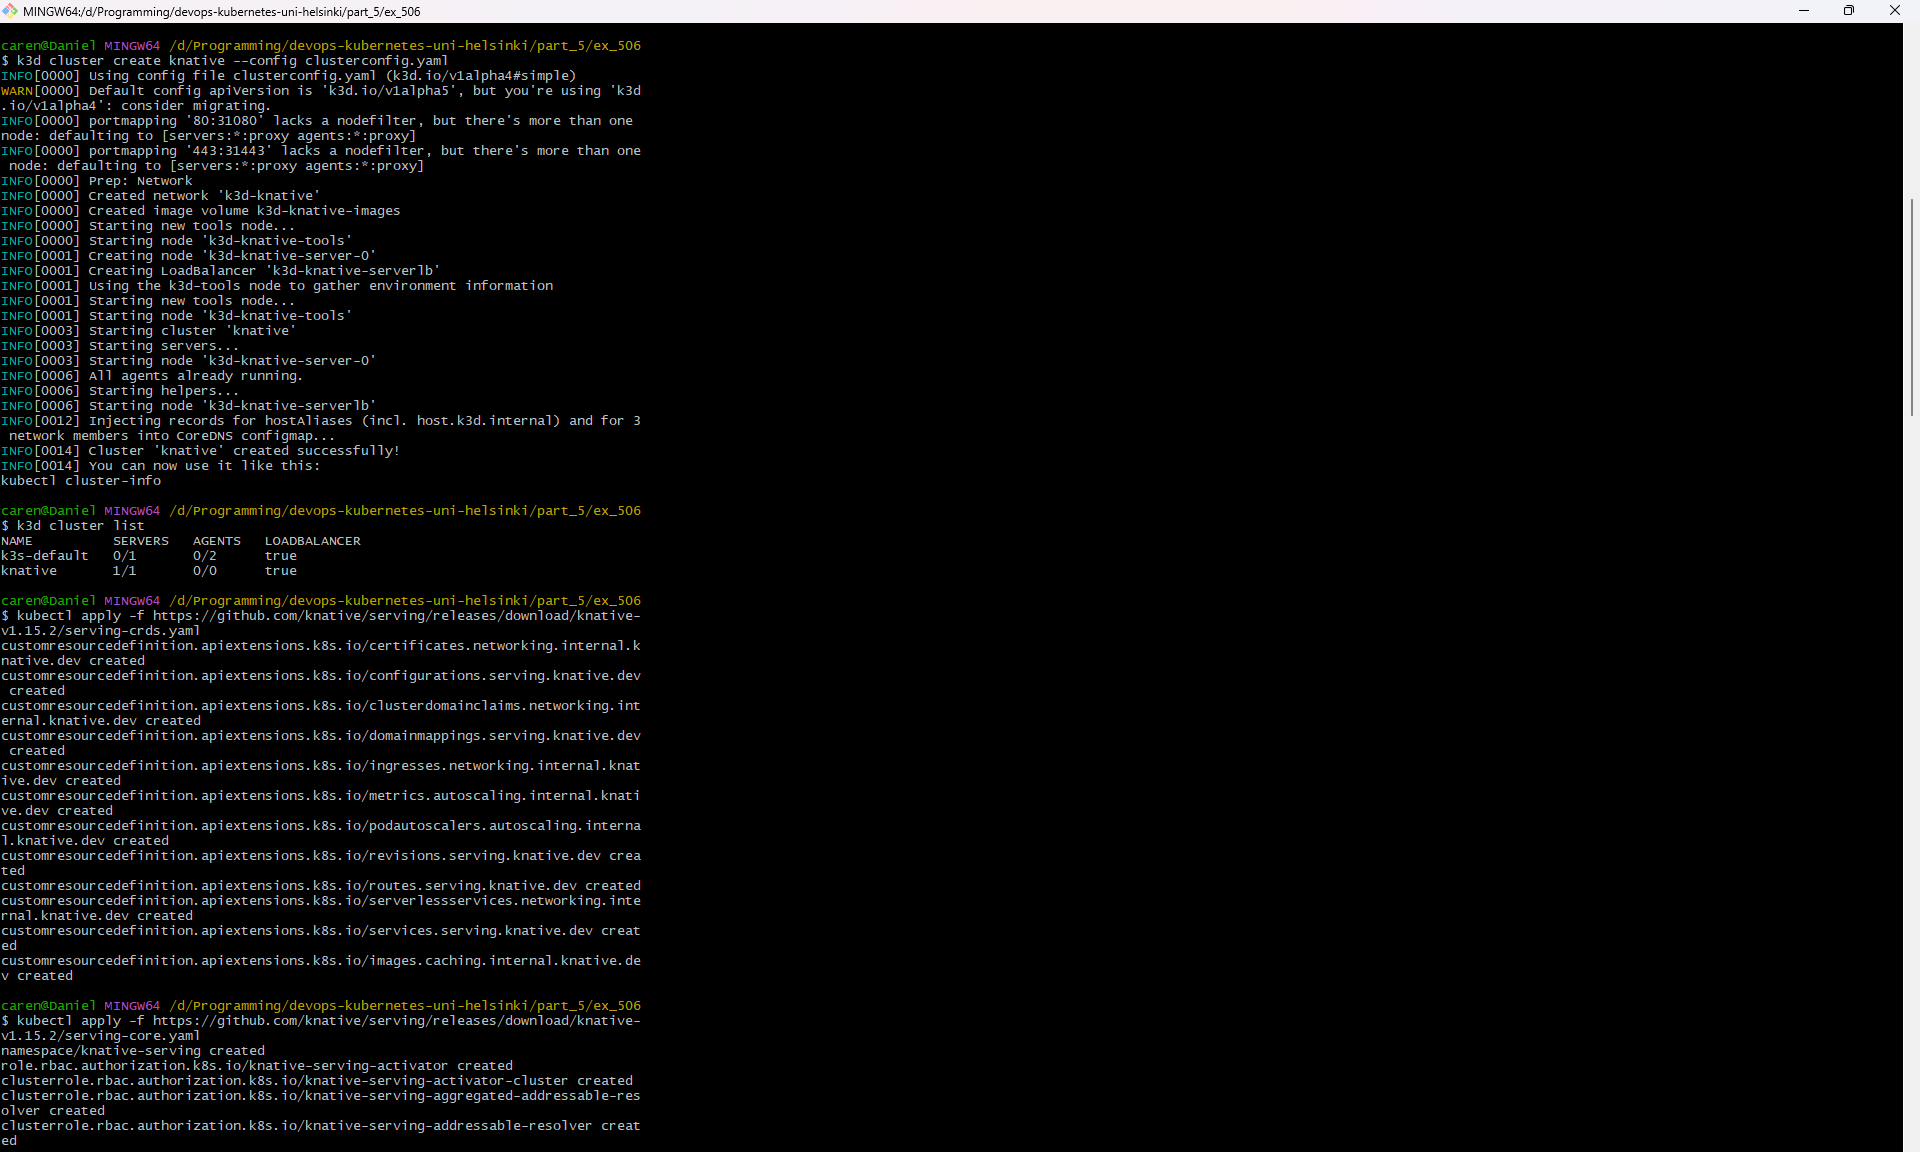 MINGW64:/d/Programming/devops-kubernetes-uni-helsinki/part_5/ex_506
caren@Daniel MINGW64 /d/Programming/devops-kubernetes-uni-helsinki/part_5/ex_506
$ k3d cluster create knative --config clusterconfig.yaml
INFO[0000] Using config file clusterconfig.yaml (k3d.io/v1alpha4#simple)
WARN[0000] Default config apiVersion is 'k3d.io/v1alpha5', but you're using 'k3d
.io/v1alpha4': consider migrating.
INFO[0000] portmapping '80:31080' lacks a nodefilter, but there's more than one
node: defaulting to [servers:*:proxy agents:*:proxy]
INFO[0000] portmapping '443:31443' lacks a nodefilter, but there's more than one
 node: defaulting to [servers:*:proxy agents:*:proxy]
INFO[0000] Prep: Network
INFO[0000] Created network 'k3d-knative'
INFO[0000] Created image volume k3d-knative-images
INFO[0000] Starting new tools node...
INFO[0000] Starting node 'k3d-knative-tools'
INFO[0001] Creating node 'k3d-knative-server-0'
INFO[0001] Creating LoadBalancer 'k3d-knative-serverlb'
INFO[0001] Using the k3d-tools node to gather environment information
INFO[0001] Starting new tools node...
INFO[0001] Starting node 'k3d-knative-tools'
INFO[0003] Starting cluster 'knative'
INFO[0003] Starting servers...
INFO[0003] Starting node 'k3d-knative-server-0'
INFO[0006] All agents already running.
INFO[0006] Starting helpers...
INFO[0006] Starting node 'k3d-knative-serverlb'
INFO[0012] Injecting records for hostAliases (incl. host.k3d.internal) and for 3
 network members into CoreDNS configmap...
INFO[0014] Cluster 'knative' created successfully!
INFO[0014] You can now use it like this:
kubectl cluster-info
caren@Daniel MINGW64 /d/Programming/devops-kubernetes-uni-helsinki/part_5/ex_506
$ k3d cluster list
NAME          SERVERS   AGENTS   LOADBALANCER
k3s-default   0/1       0/2      true
knative       1/1       0/0      true
caren@Daniel MINGW64 /d/Programming/devops-kubernetes-uni-helsinki/part_5/ex_506
$ kubectl apply -f https://github.com/knative/serving/releases/download/knative-
v1.15.2/serving-crds.yaml
customresourcedefinition.apiextensions.k8s.io/certificates.networking.internal.k
native.dev created
customresourcedefinition.apiextensions.k8s.io/configurations.serving.knative.dev
 created
customresourcedefinition.apiextensions.k8s.io/clusterdomainclaims.networking.int
ernal.knative.dev created
customresourcedefinition.apiextensions.k8s.io/domainmappings.serving.knative.dev
 created
customresourcedefinition.apiextensions.k8s.io/ingresses.networking.internal.knat
ive.dev created
customresourcedefinition.apiextensions.k8s.io/metrics.autoscaling.internal.knati
ve.dev created
customresourcedefinition.apiextensions.k8s.io/podautoscalers.autoscaling.interna
l.knative.dev created
customresourcedefinition.apiextensions.k8s.io/revisions.serving.knative.dev crea
ted
customresourcedefinition.apiextensions.k8s.io/routes.serving.knative.dev created
customresourcedefinition.apiextensions.k8s.io/serverlessservices.networking.inte
rnal.knative.dev created
customresourcedefinition.apiextensions.k8s.io/services.serving.knative.dev creat
ed
customresourcedefinition.apiextensions.k8s.io/images.caching.internal.knative.de
v created
caren@Daniel MINGW64 /d/Programming/devops-kubernetes-uni-helsinki/part_5/ex_506
$ kubectl apply -f https://github.com/knative/serving/releases/download/knative-
v1.15.2/serving-core.yaml
namespace/knative-serving created
role.rbac.authorization.k8s.io/knative-serving-activator created
clusterrole.rbac.authorization.k8s.io/knative-serving-activator-cluster created
clusterrole.rbac.authorization.k8s.io/knative-serving-aggregated-addressable-res
olver created
clusterrole.rbac.authorization.k8s.io/knative-serving-addressable-resolver creat
ed